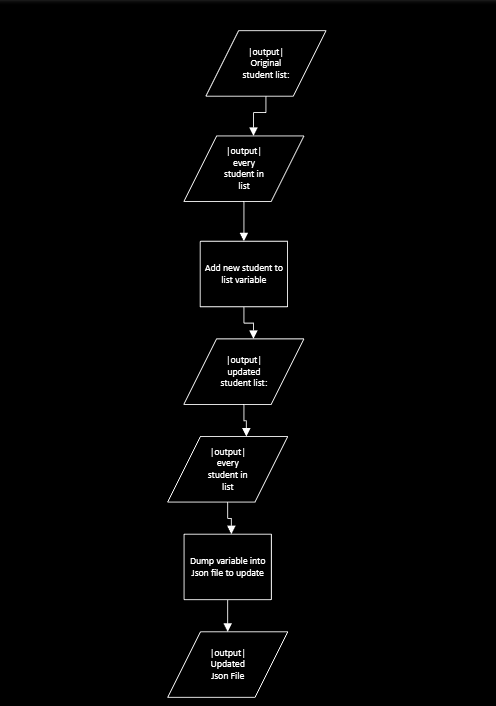 |output|
Original
student list:
|output|
every
student in
list
Add new student to
list variable
|output|
updated
student list:
|output|
every
student in
list
Dump variable into
Json file to update
|output|
Updated
Json File